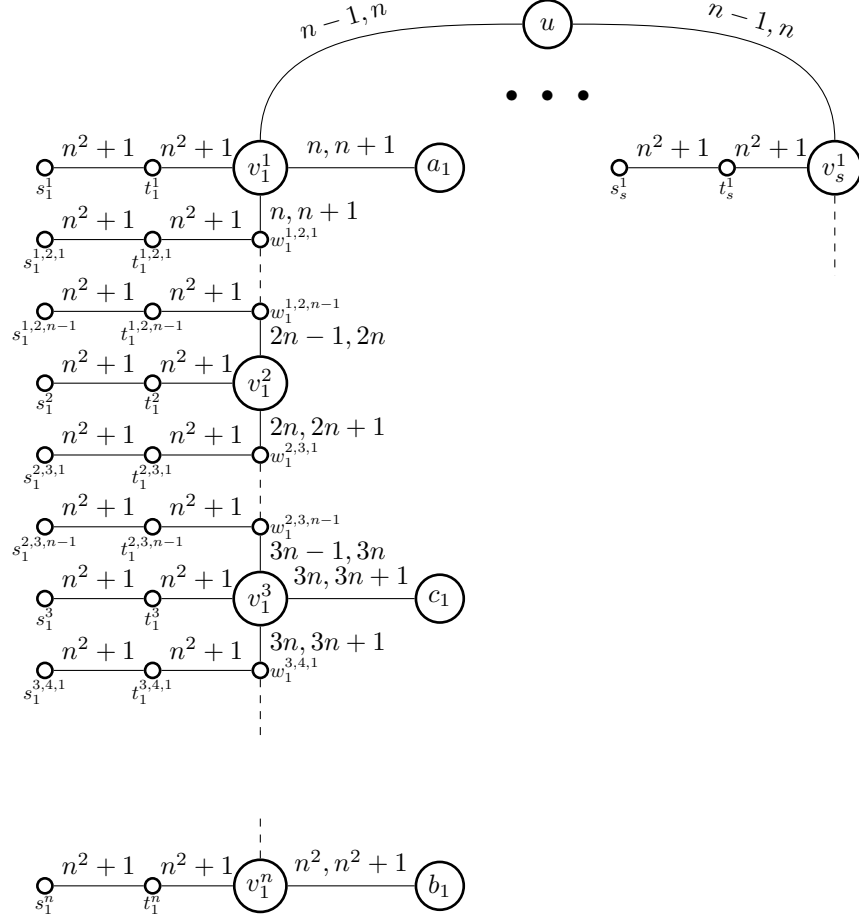 n − 1, n u n − 1, n
n² + 1 n² + 1 v₁¹ n, n + 1 a₁ n² + 1 n² + 1 vₛ¹
s₁¹ t₁¹ sₛ¹ tₛ¹
n, n + 1
n² + 1 n² + 1 w₁^{1,2,1}
s₁^{1,2,1} t₁^{1,2,1}
n² + 1 n² + 1 w₁^{1,2,n−1}
s₁^{1,2,n−1} t₁^{1,2,n−1}
2n − 1, 2n
n² + 1 n² + 1 v₁²
s₁² t₁²
2n, 2n + 1
n² + 1 n² + 1 w₁^{2,3,1}
s₁^{2,3,1} t₁^{2,3,1}
n² + 1 n² + 1 w₁^{2,3,n−1}
s₁^{2,3,n−1} t₁^{2,3,n−1}
3n − 1, 3n
n² + 1 n² + 1 v₁³ 3n, 3n + 1 c₁
s₁³ t₁³
3n, 3n + 1
n² + 1 n² + 1 w₁^{3,4,1}
s₁^{3,4,1} t₁^{3,4,1}
n² + 1 n² + 1 v₁ⁿ n², n² + 1 b₁
s₁ⁿ t₁ⁿ